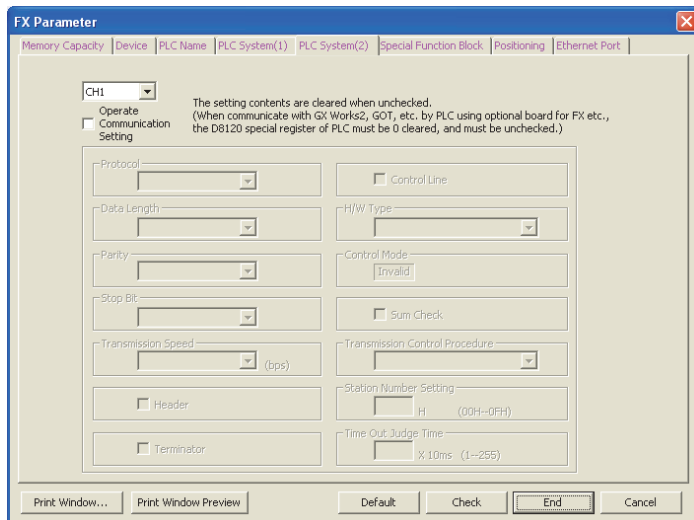 FX Parameter
Memory Capacity Device PLC Name PLC System(1) PLC System(2) Special Function Block Positioning Ethernet Port
CH1
Operate
Communication
Setting
The setting contents are cleared when unchecked.
(When communicate with GX Works2, GOT, etc. by PLC using optional board for FX etc.,
the D8120 special register of PLC must be 0 cleared, and must be unchecked.)
Protocol
Control Line
Data Length
H/W Type
Parity
Control Mode
Invalid
Stop Bit
Sum Check
Transmission Speed
(bps)
Transmission Control Procedure
Header
Station Number Setting
H (00H--0FH)
Terminator
Time Out Judge Time
X 10ms (1--255)
Print Window... Print Window Preview Default Check End Cancel